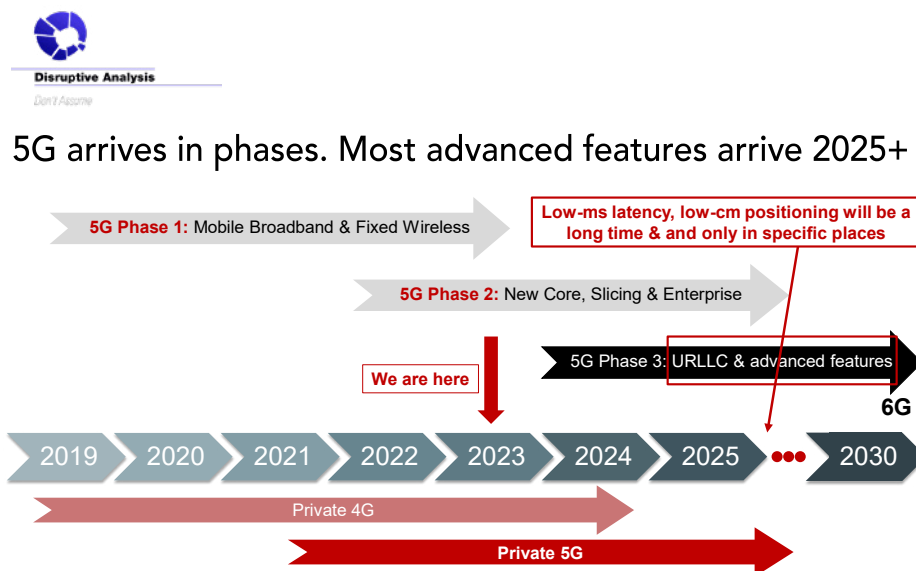 Disruptive Analysis
Don't Assume
5G arrives in phases. Most advanced features arrive 2025+
5G Phase 1: Mobile Broadband & Fixed Wireless
Low-ms latency, low-cm positioning will be a
long time & and only in specific places
5G Phase 2: New Core, Slicing & Enterprise
5G Phase 3: URLLC & advanced features
We are here
6G
2019
2020
2021
2022
2023
2024
2025
2030
Private 4G
Private 5G